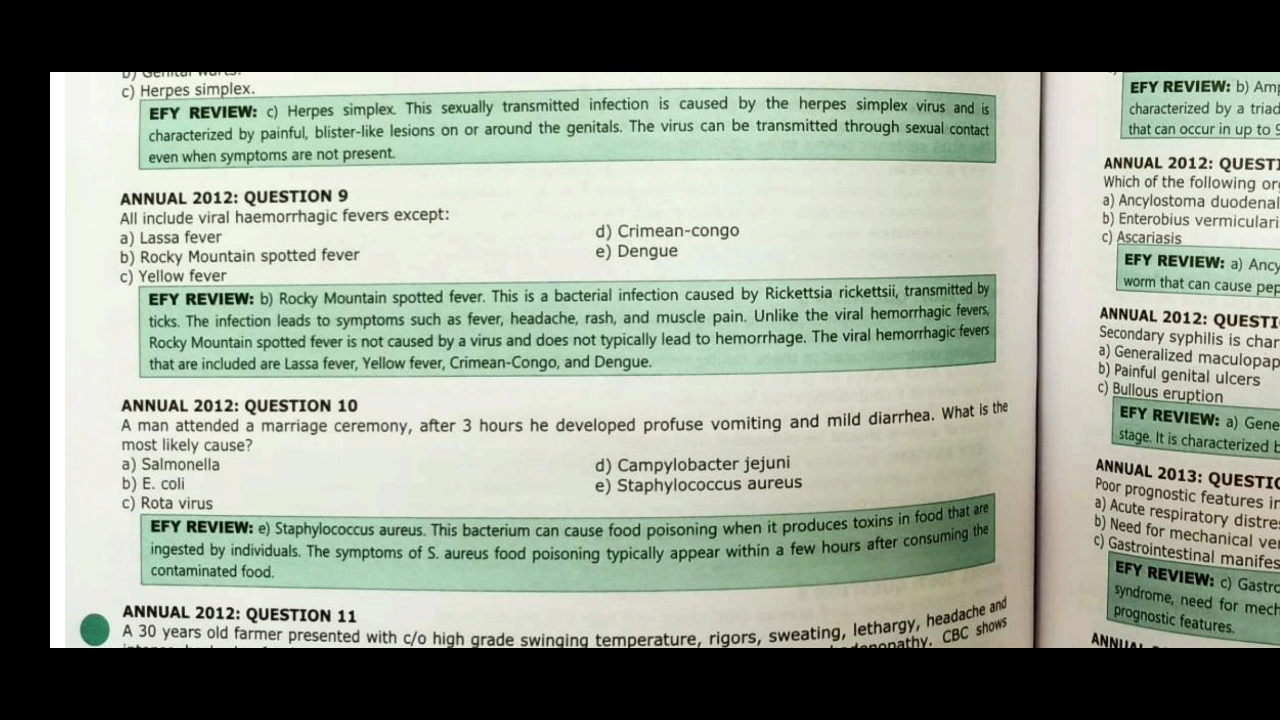 b) Genital warts.
c) Herpes simplex.
EFY REVIEW: c) Herpes simplex. This sexually transmitted infection is caused by the herpes simplex virus and is
characterized by painful, blister-like lesions on or around the genitals. The virus can be transmitted through sexual contact
even when symptoms are not present.
ANNUAL 2012: QUESTION 9
All include viral haemorrhagic fevers except:
a) Lassa fever
b) Rocky Mountain spotted fever
c) Yellow fever
d) Crimean-congo
e) Dengue
EFY REVIEW: b) Rocky Mountain spotted fever. This is a bacterial infection caused by Rickettsia rickettsii, transmitted by
ticks. The infection leads to symptoms such as fever, headache, rash, and muscle pain. Unlike the viral hemorrhagic fevers,
Rocky Mountain spotted fever is not caused by a virus and does not typically lead to hemorrhage. The viral hemorrhagic fevers
that are included are Lassa fever, Yellow fever, Crimean-Congo, and Dengue.
ANNUAL 2012: QUESTION 10
A man attended a marriage ceremony, after 3 hours he developed profuse vomiting and mild diarrhea. What is the
most likely cause?
a) Salmonella
b) E. coli
c) Rota virus
d) Campylobacter jejuni
e) Staphylococcus aureus
EFY REVIEW: e) Staphylococcus aureus. This bacterium can cause food poisoning when it produces toxins in food that are
ingested by individuals. The symptoms of S. aureus food poisoning typically appear within a few hours after consuming the
contaminated food.
ANNUAL 2012: QUESTION 11
A 30 years old farmer presented with c/o high grade swinging temperature, rigors, sweating, lethargy, headache and
CBC shows
EFY REVIEW: b) Amp
characterized by a triad
that can occur in up to
ANNUAL 2012: QUESTI
Which of the following or
a) Ancylostoma duodenal
b) Enterobius vermiculari
c) Ascariasis
EFY REVIEW: a) Ancy
worm that can cause pep
ANNUAL 2012: QUESTI
Secondary syphilis is char
a) Generalized maculopap
b) Painful genital ulcers
c) Bullous eruption
EFY REVIEW: a) Gene
stage. It is characterized b
ANNUAL 2013: QUESTIO
Poor prognostic features in
a) Acute respiratory distre
b) Need for mechanical ve
c) Gastrointestinal manifes
EFY REVIEW: c) Gastro
syndrome, need for mech
prognostic features.
ANNUAL